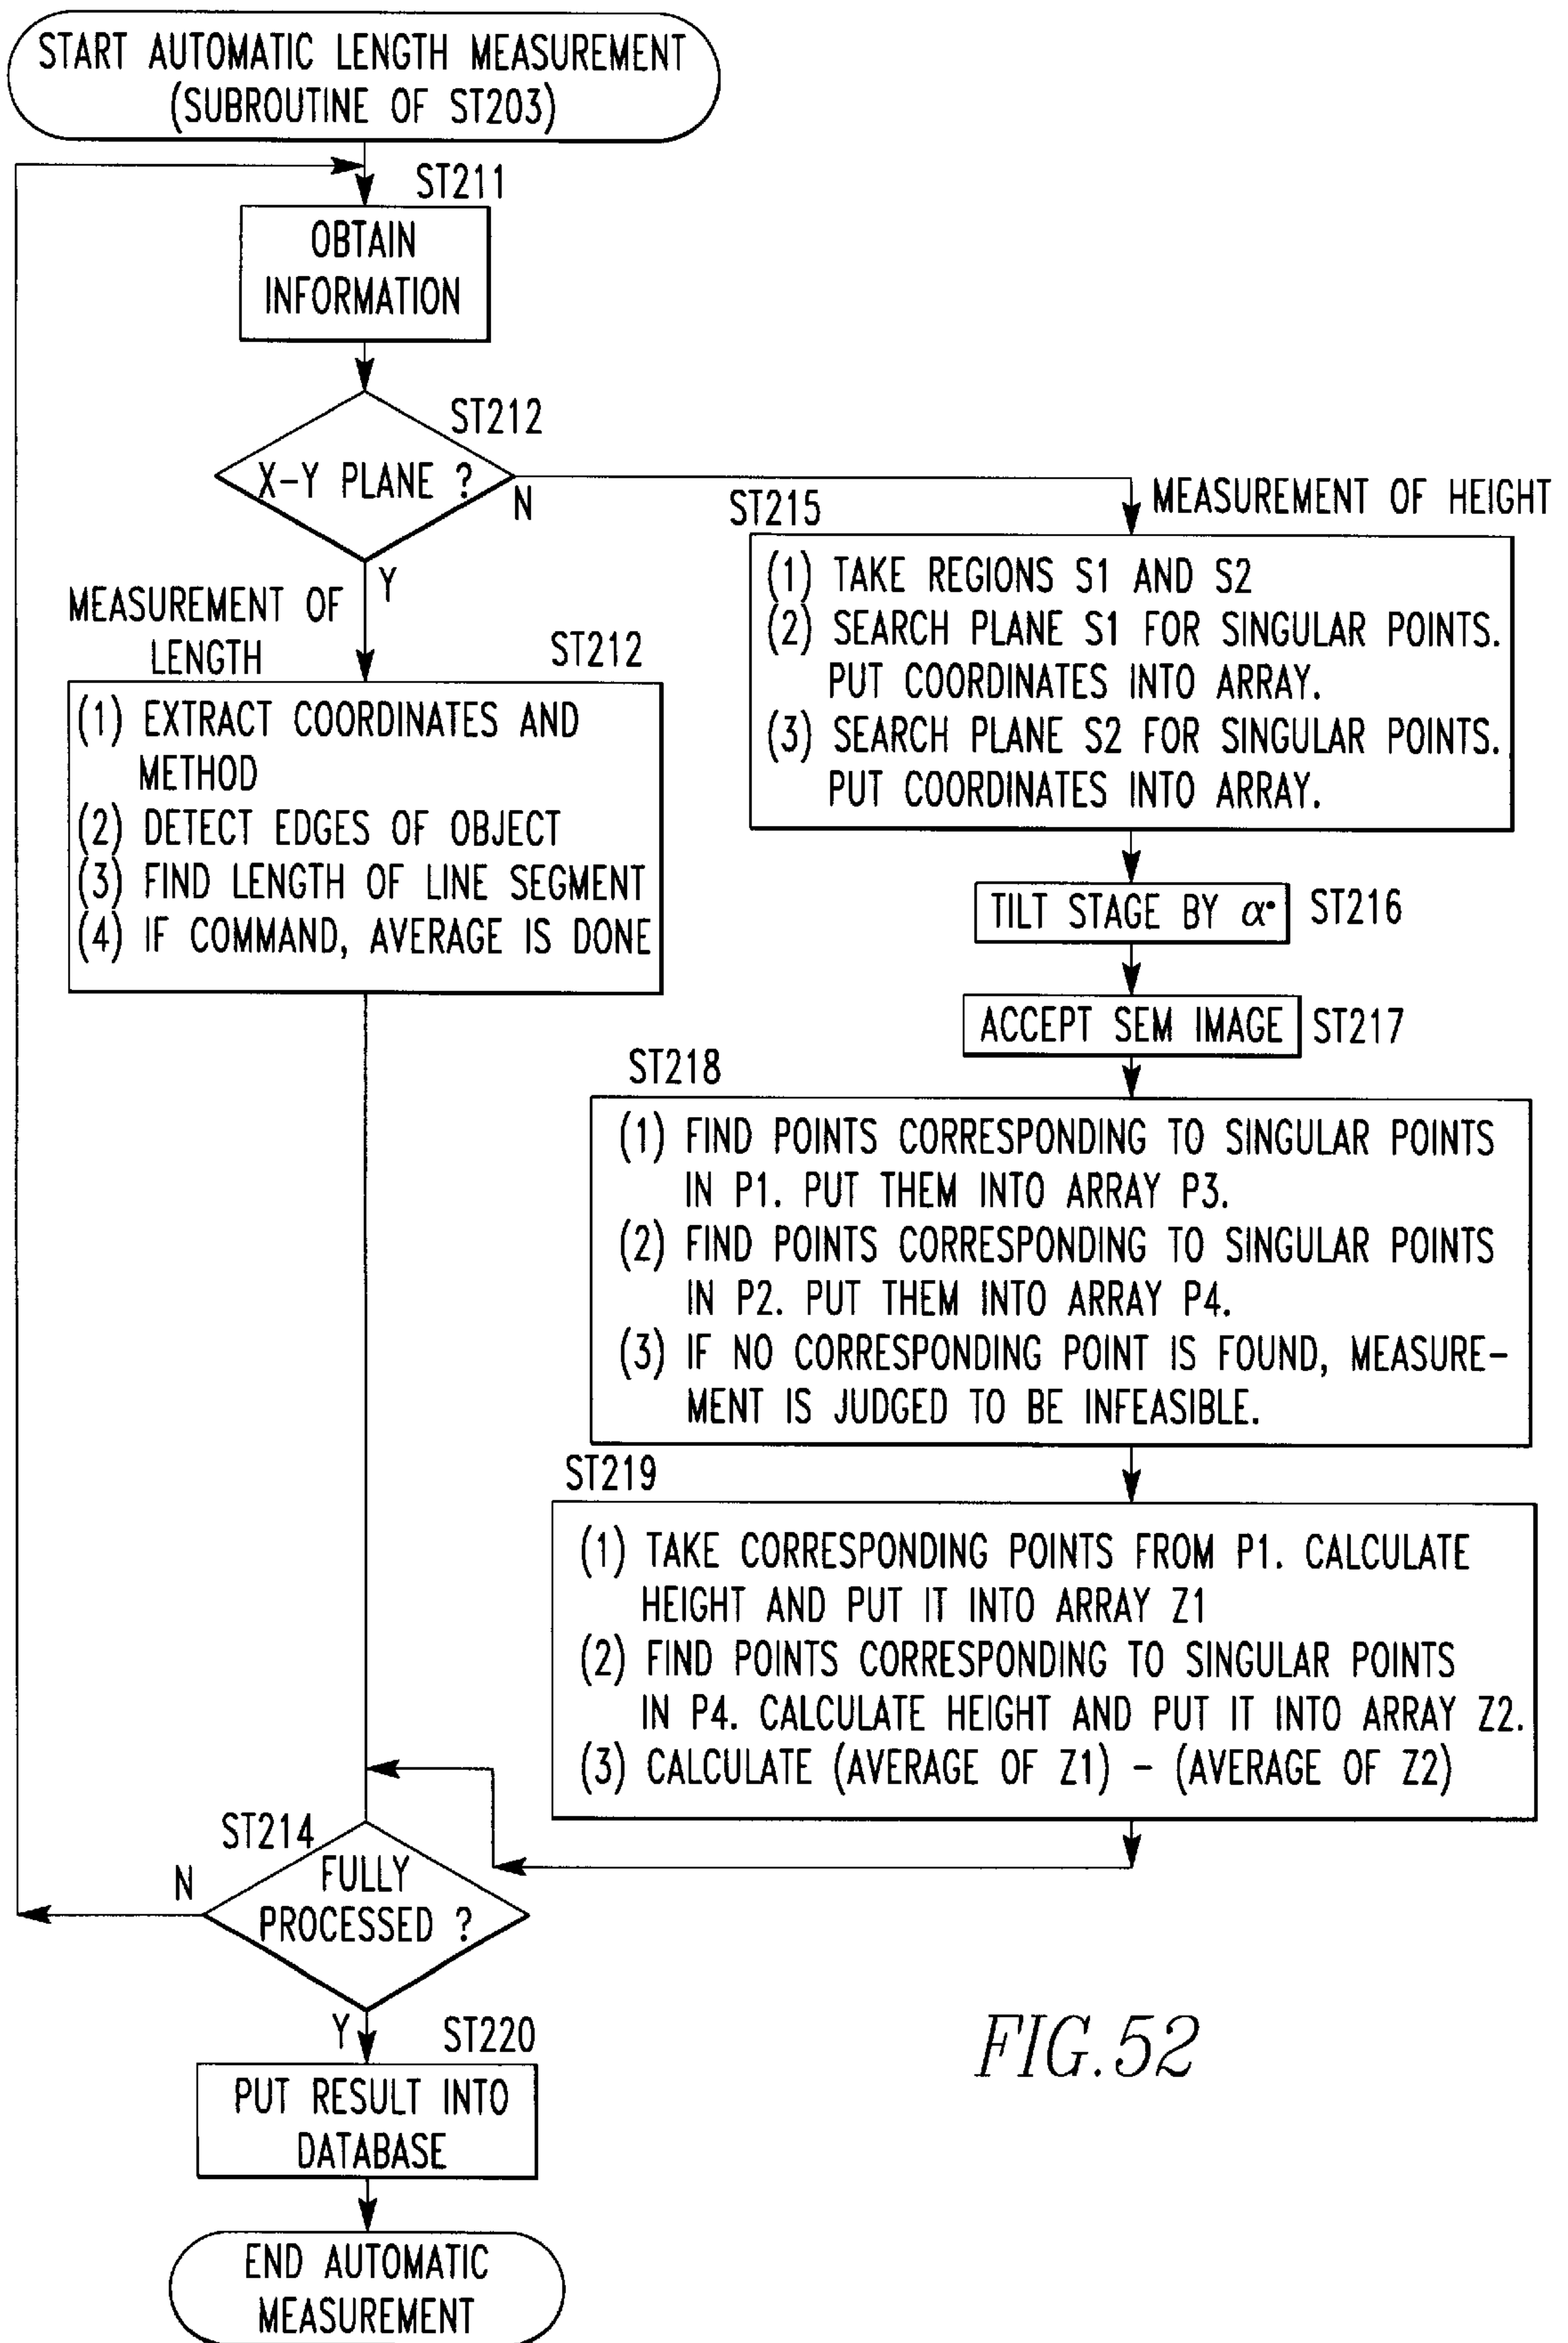 START AUTOMATIC LENGTH MEASUREMENT
(SUBROUTINE OF ST203)
ST211
OBTAIN
INFORMATION
ST212
X-Y PLANE ?
N
Y
MEASUREMENT OF
LENGTH
ST212
(1) EXTRACT COORDINATES AND
METHOD
(2) DETECT EDGES OF OBJECT
(3) FIND LENGTH OF LINE SEGMENT
(4) IF COMMAND, AVERAGE IS DONE
MEASUREMENT OF HEIGHT
ST215
(1) TAKE REGIONS S1 AND S2
(2) SEARCH PLANE S1 FOR SINGULAR POINTS.
PUT COORDINATES INTO ARRAY.
(3) SEARCH PLANE S2 FOR SINGULAR POINTS.
PUT COORDINATES INTO ARRAY.
TILT STAGE BY α° ST216
ACCEPT SEM IMAGE ST217
ST218
(1) FIND POINTS CORRESPONDING TO SINGULAR POINTS
IN P1. PUT THEM INTO ARRAY P3.
(2) FIND POINTS CORRESPONDING TO SINGULAR POINTS
IN P2. PUT THEM INTO ARRAY P4.
(3) IF NO CORRESPONDING POINT IS FOUND, MEASURE-
MENT IS JUDGED TO BE INFEASIBLE.
ST219
(1) TAKE CORRESPONDING POINTS FROM P1. CALCULATE
HEIGHT AND PUT IT INTO ARRAY Z1
(2) FIND POINTS CORRESPONDING TO SINGULAR POINTS
IN P4. CALCULATE HEIGHT AND PUT IT INTO ARRAY Z2.
(3) CALCULATE (AVERAGE OF Z1) - (AVERAGE OF Z2)
ST214
FULLY
PROCESSED ?
N
Y
ST220
PUT RESULT INTO
DATABASE
END AUTOMATIC
MEASUREMENT
FIG.52